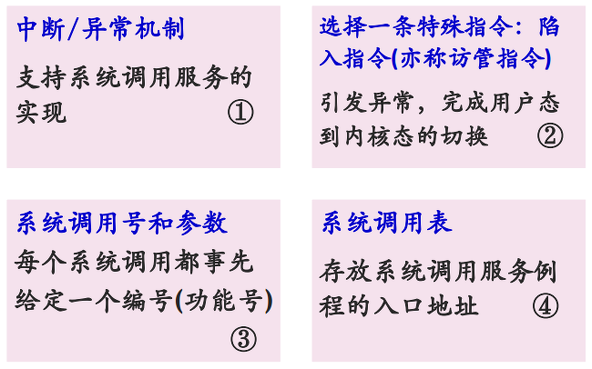 中断/异常机制
支持系统调用服务的
实现 ①
选择一条特殊指令：陷
入指令(亦称访管指令)
引发异常，完成用户态
到内核态的切换 ②
系统调用号和参数
每个系统调用都事先
给定一个编号(功能号)
③
系统调用表
存放系统调用服务例
程的入口地址 ④